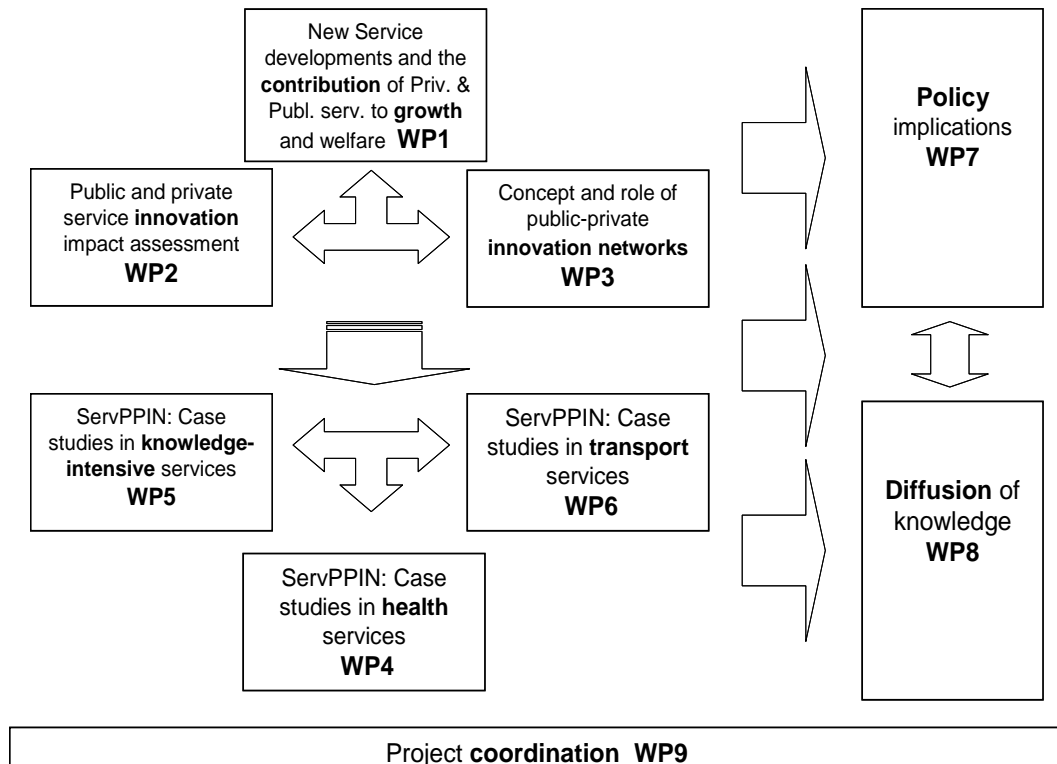 New Service
developments and the
contribution of Priv. &
Publ. serv. to growth
and welfare WP1
Public and private
service innovation
impact assessment
WP2
Concept and role of
public-private
innovation networks
WP3
ServPPIN: Case
studies in knowledge-
intensive services
WP5
ServPPIN: Case
studies in transport
services
WP6
ServPPIN: Case
studies in health
services
WP4
Policy
implications
WP7
Diffusion of
knowledge
WP8
Project coordination WP9